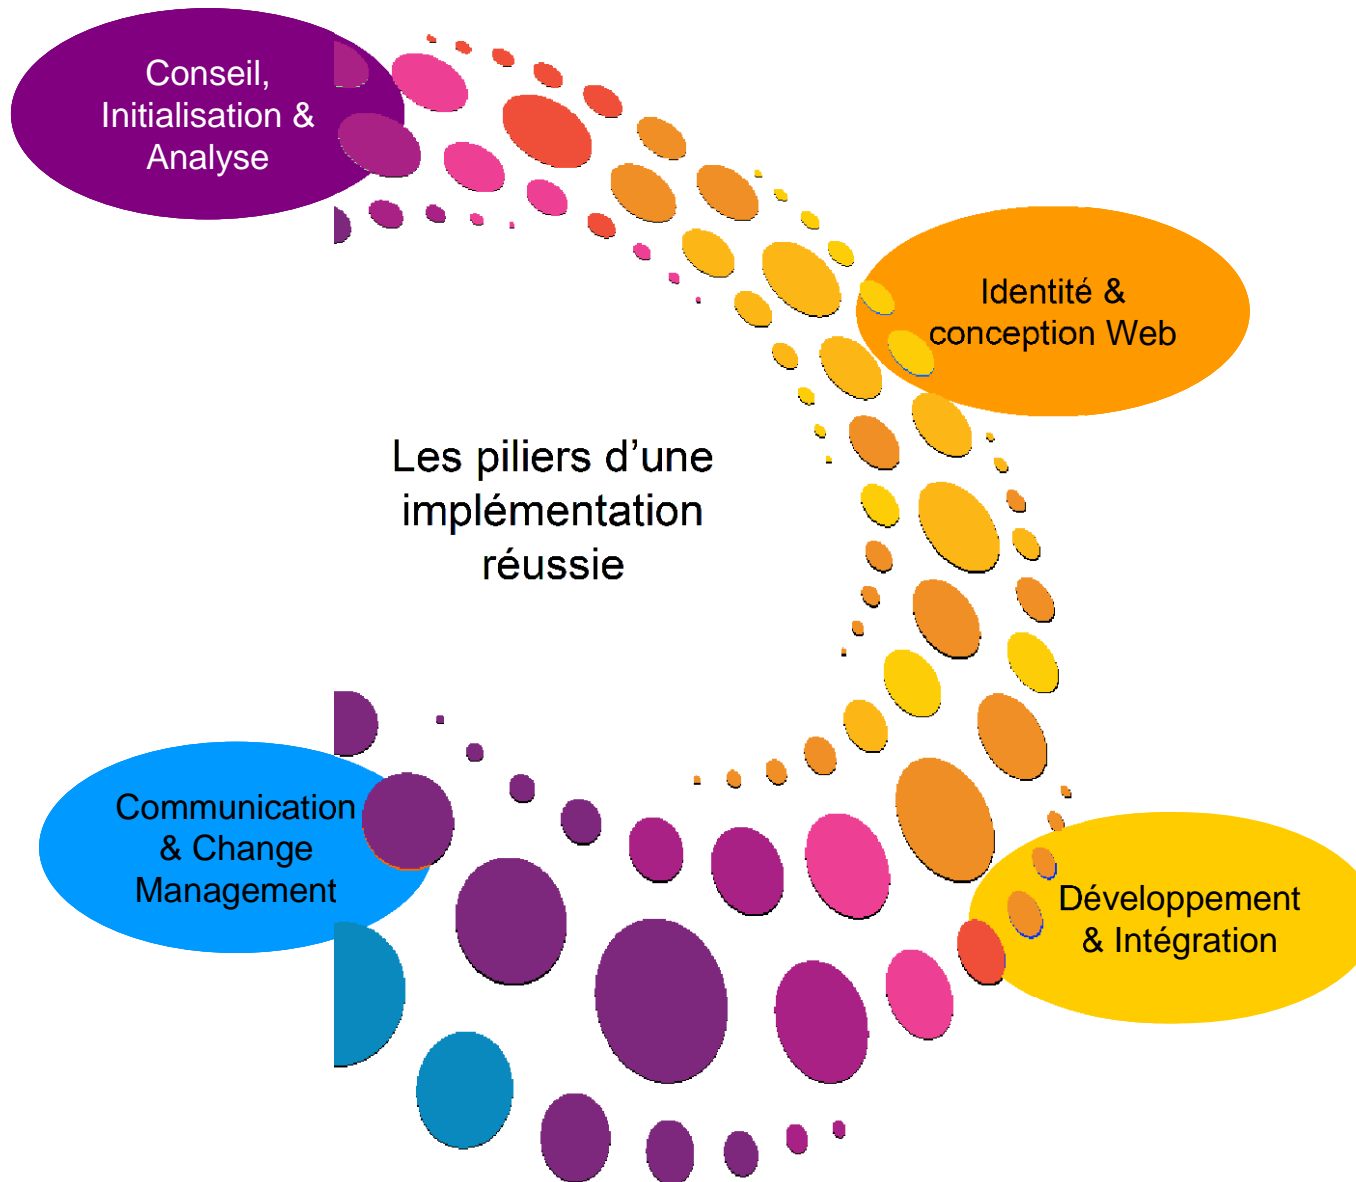 Conseil,
Initialisation &
Analyse
Identité &
conception Web
Les piliers d’une
implémentation
réussie
Communication
& Change
Management
Développement
& Intégration